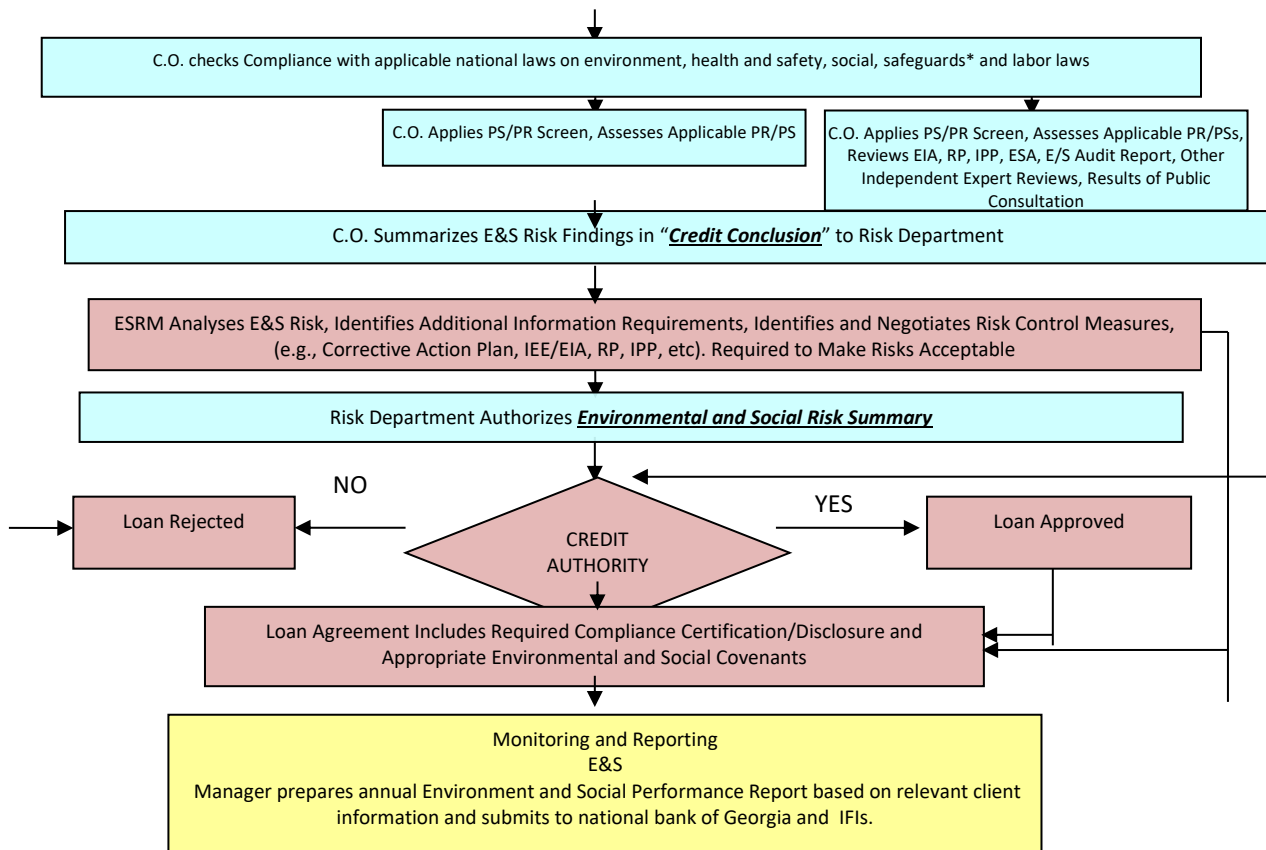 C.O. checks Compliance with applicable national laws on environment, health and safety, social, safeguards* and labor laws
C.O. Applies PS/PR Screen, Assesses Applicable PR/PS
C.O. Applies PS/PR Screen, Assesses Applicable PR/PSs,
Reviews EIA, RP, IPP, ESA, E/S Audit Report, Other
Independent Expert Reviews, Results of Public
Consultation
C.O. Summarizes E&S Risk Findings in “Credit Conclusion” to Risk Department
ESRM Analyses E&S Risk, Identifies Additional Information Requirements, Identifies and Negotiates Risk Control Measures,
(e.g., Corrective Action Plan, IEE/EIA, RP, IPP, etc). Required to Make Risks Acceptable
Risk Department Authorizes Environmental and Social Risk Summary
NO
YES
Loan Rejected
CREDIT
AUTHORITY
Loan Approved
Loan Agreement Includes Required Compliance Certification/Disclosure and
Appropriate Environmental and Social Covenants
Monitoring and Reporting
E&S
Manager prepares annual Environment and Social Performance Report based on relevant client
information and submits to national bank of Georgia and IFIs.